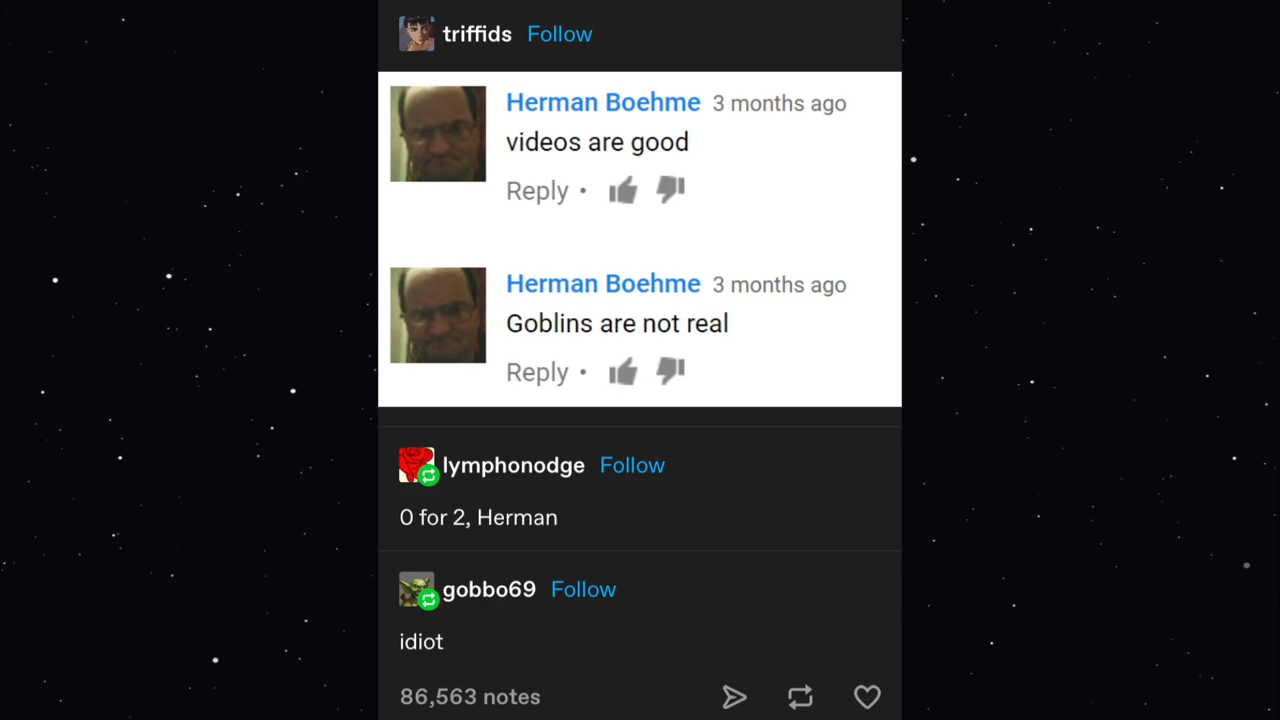 triffids Follow
Herman Boehme 3 months ago
videos are good
Reply •
Herman Boehme 3 months ago
Goblins are not real
Reply •
lymphonodge Follow
0 for 2, Herman
gobbo69 Follow
idiot
86,563 notes